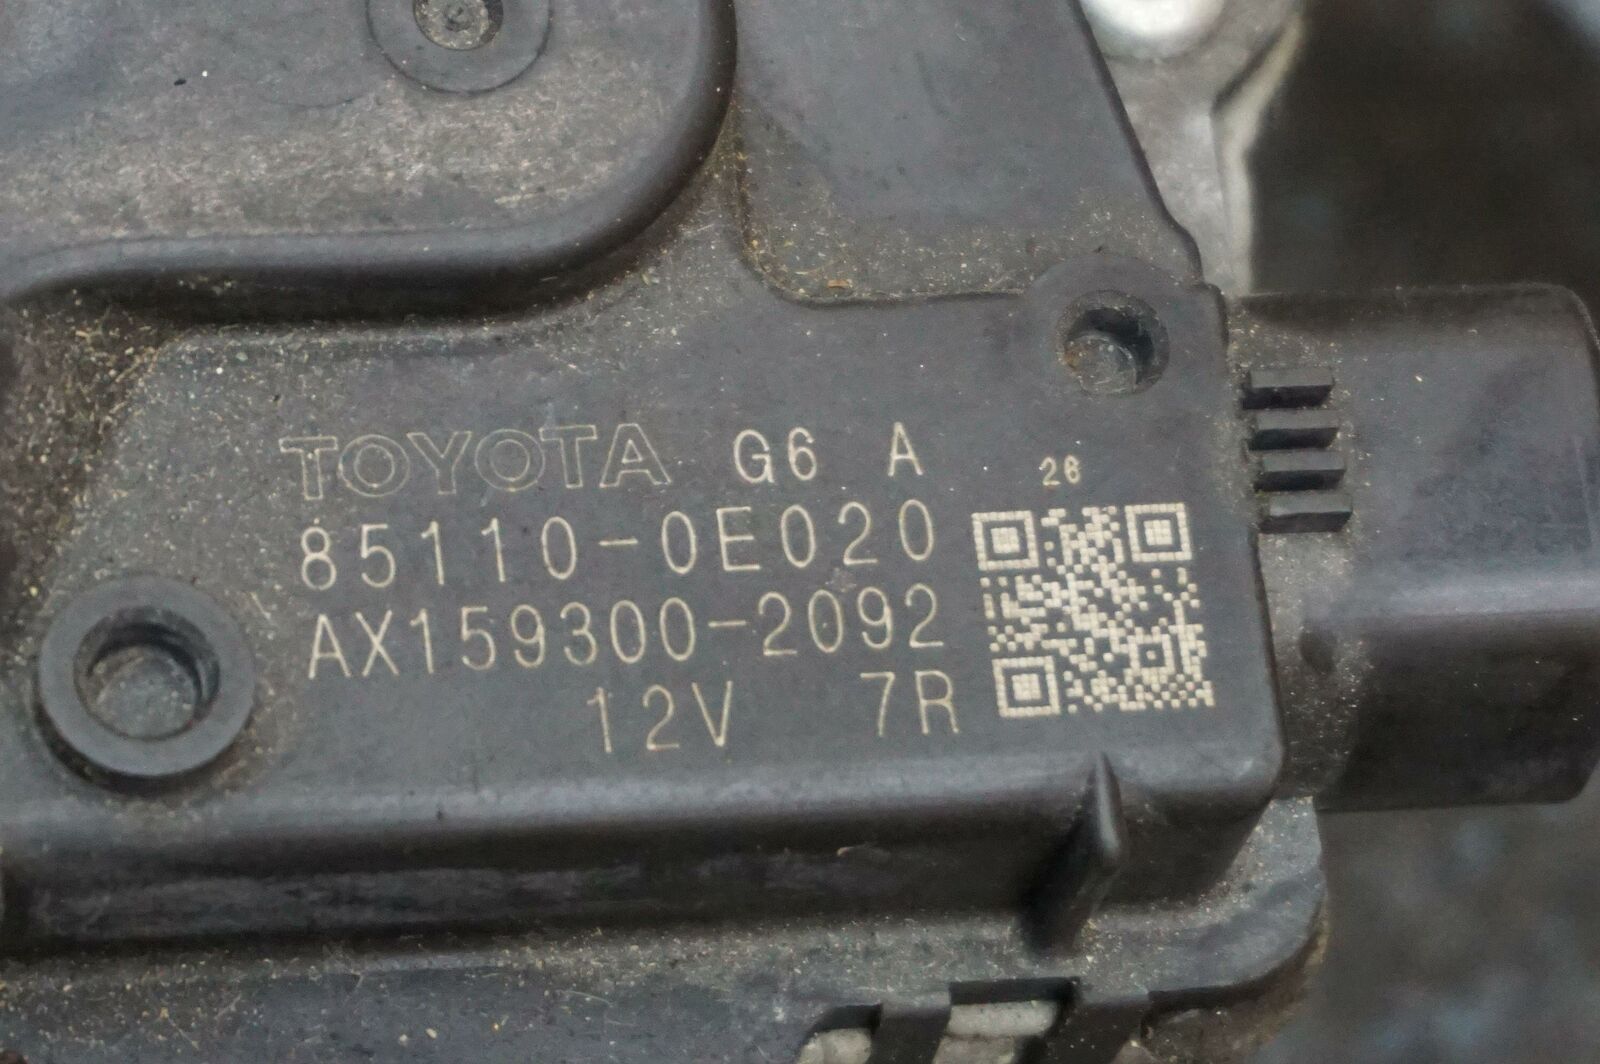 TOYOTA G6 A
26
85110-0E020
AX159300-2092
12V 7R